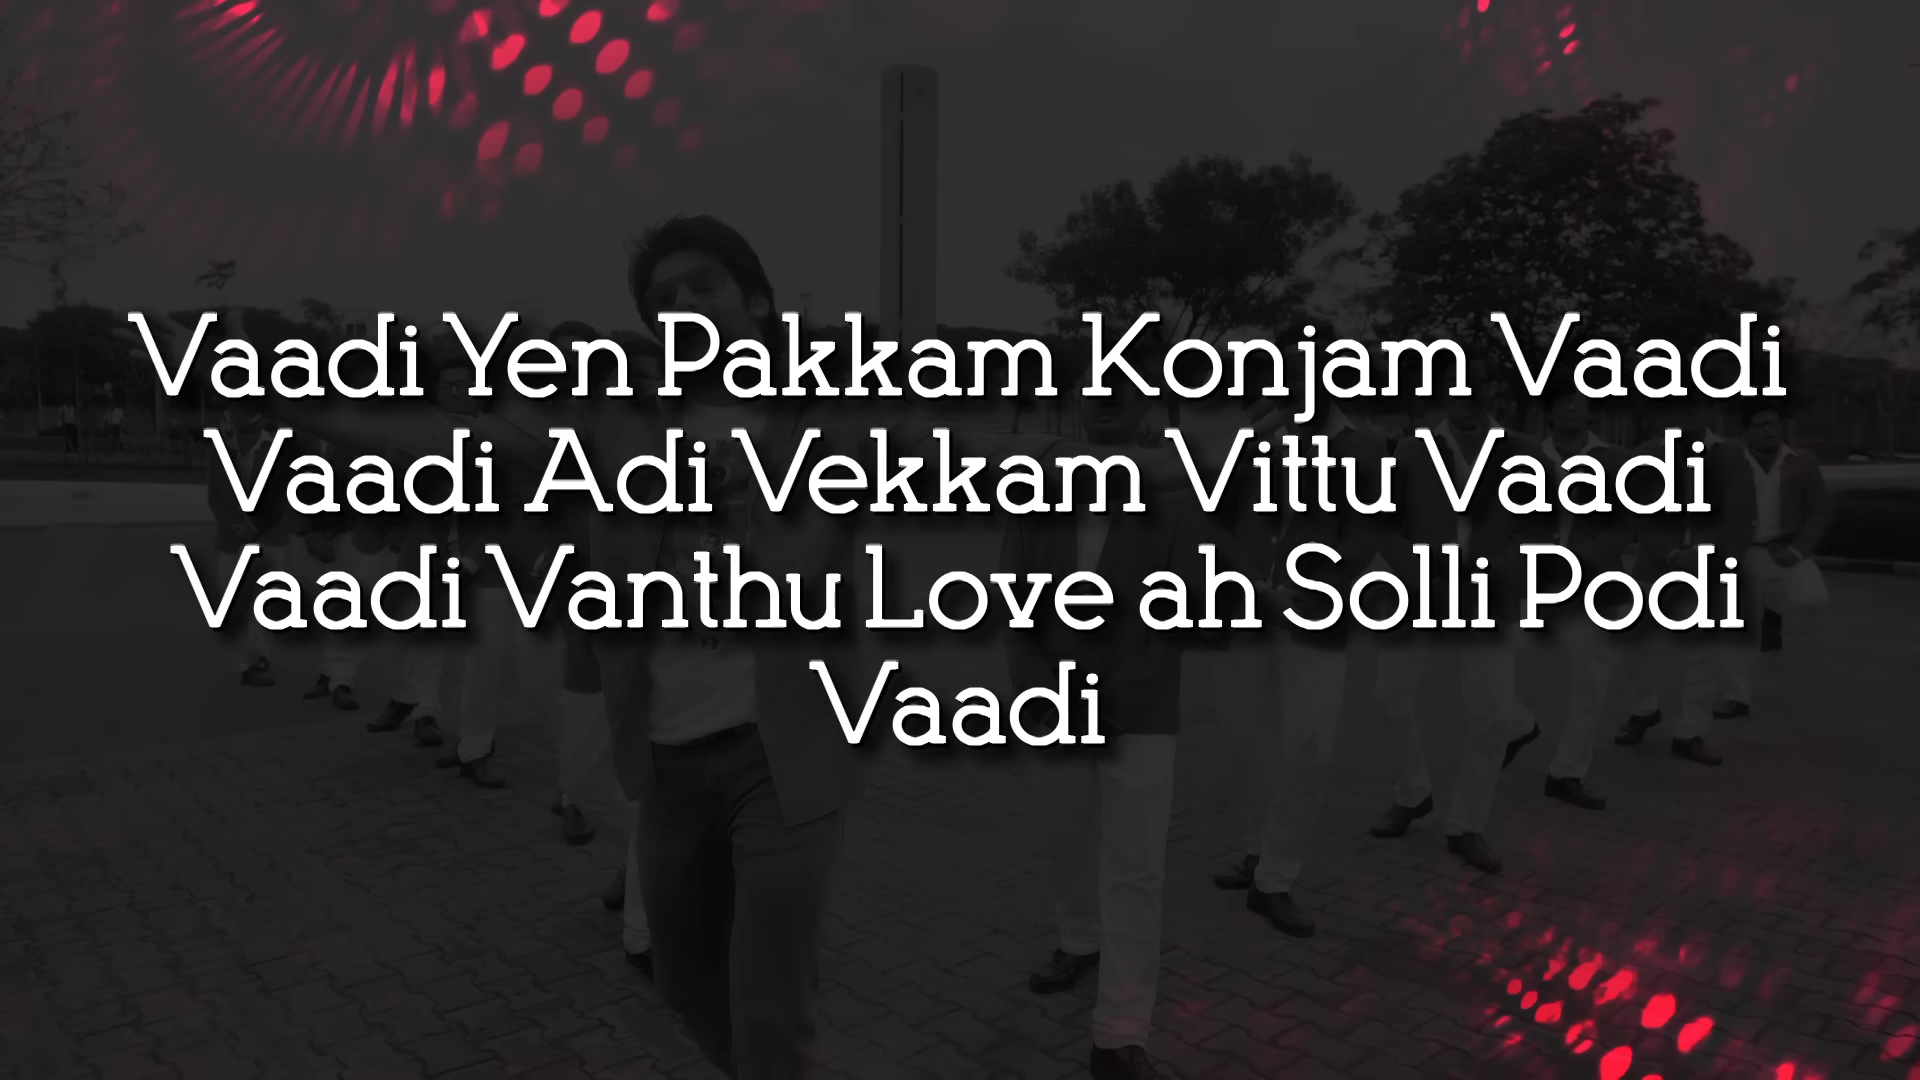 Vaadi Yen Pakkam Konjam Vaadi
Vaadi Adi Vekkam Vittu Vaadi
Vaadi Vanthu Love ah Solli Podi
Vaadi